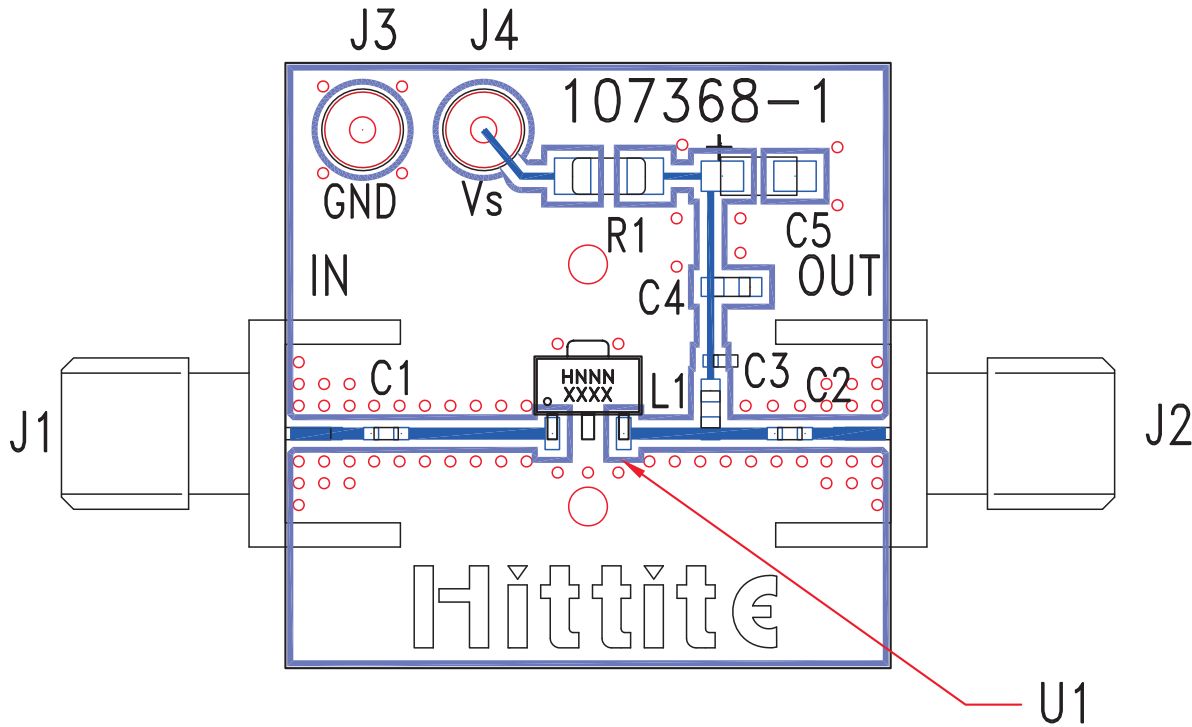 J3 J4
107368-1
GND Vs
R1 C5
IN OUT
C4
C1 HNNN L1 C3 C2
XXXX
J1 J2
Hittite
U1